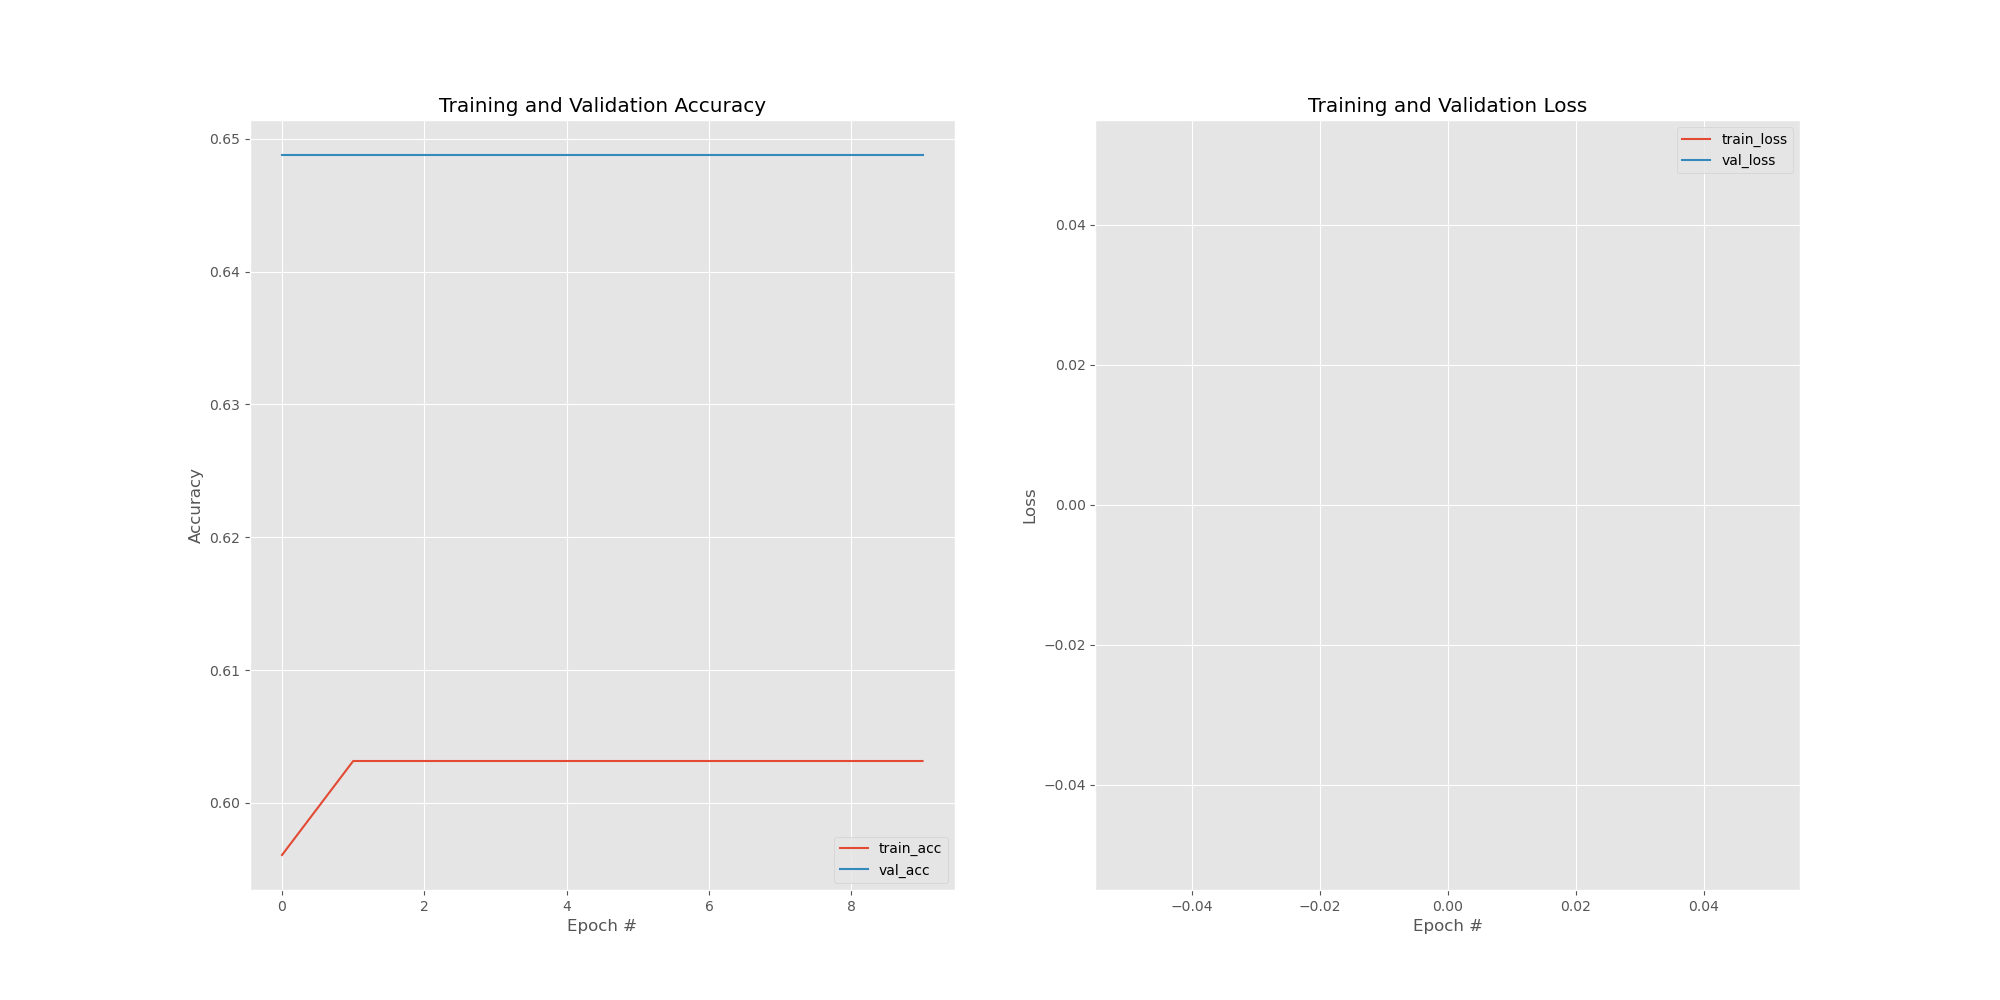 Training and Validation Accuracy
0.65
0.64
0.63
0.62
0.61
0.60
Accuracy
0 2 4 6 8
Epoch #
train_acc
val_acc
Training and Validation Loss
0.04
0.02
0.00
−0.02
−0.04
Loss
−0.04 −0.02 0.00 0.02 0.04
Epoch #
train_loss
val_loss